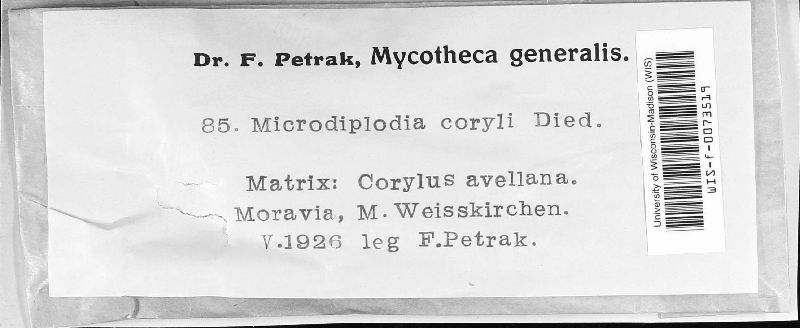 Dr. F. Petrak, Mycotheca generalis.
85. Microdiplodia coryli Died.
Matrix: Corylus avellana.
Moravia, M. Weisskirchen.
V.1926 leg F.Petrak.
University of Wisconsin-Madison (WIS)
WIS-f-0073519